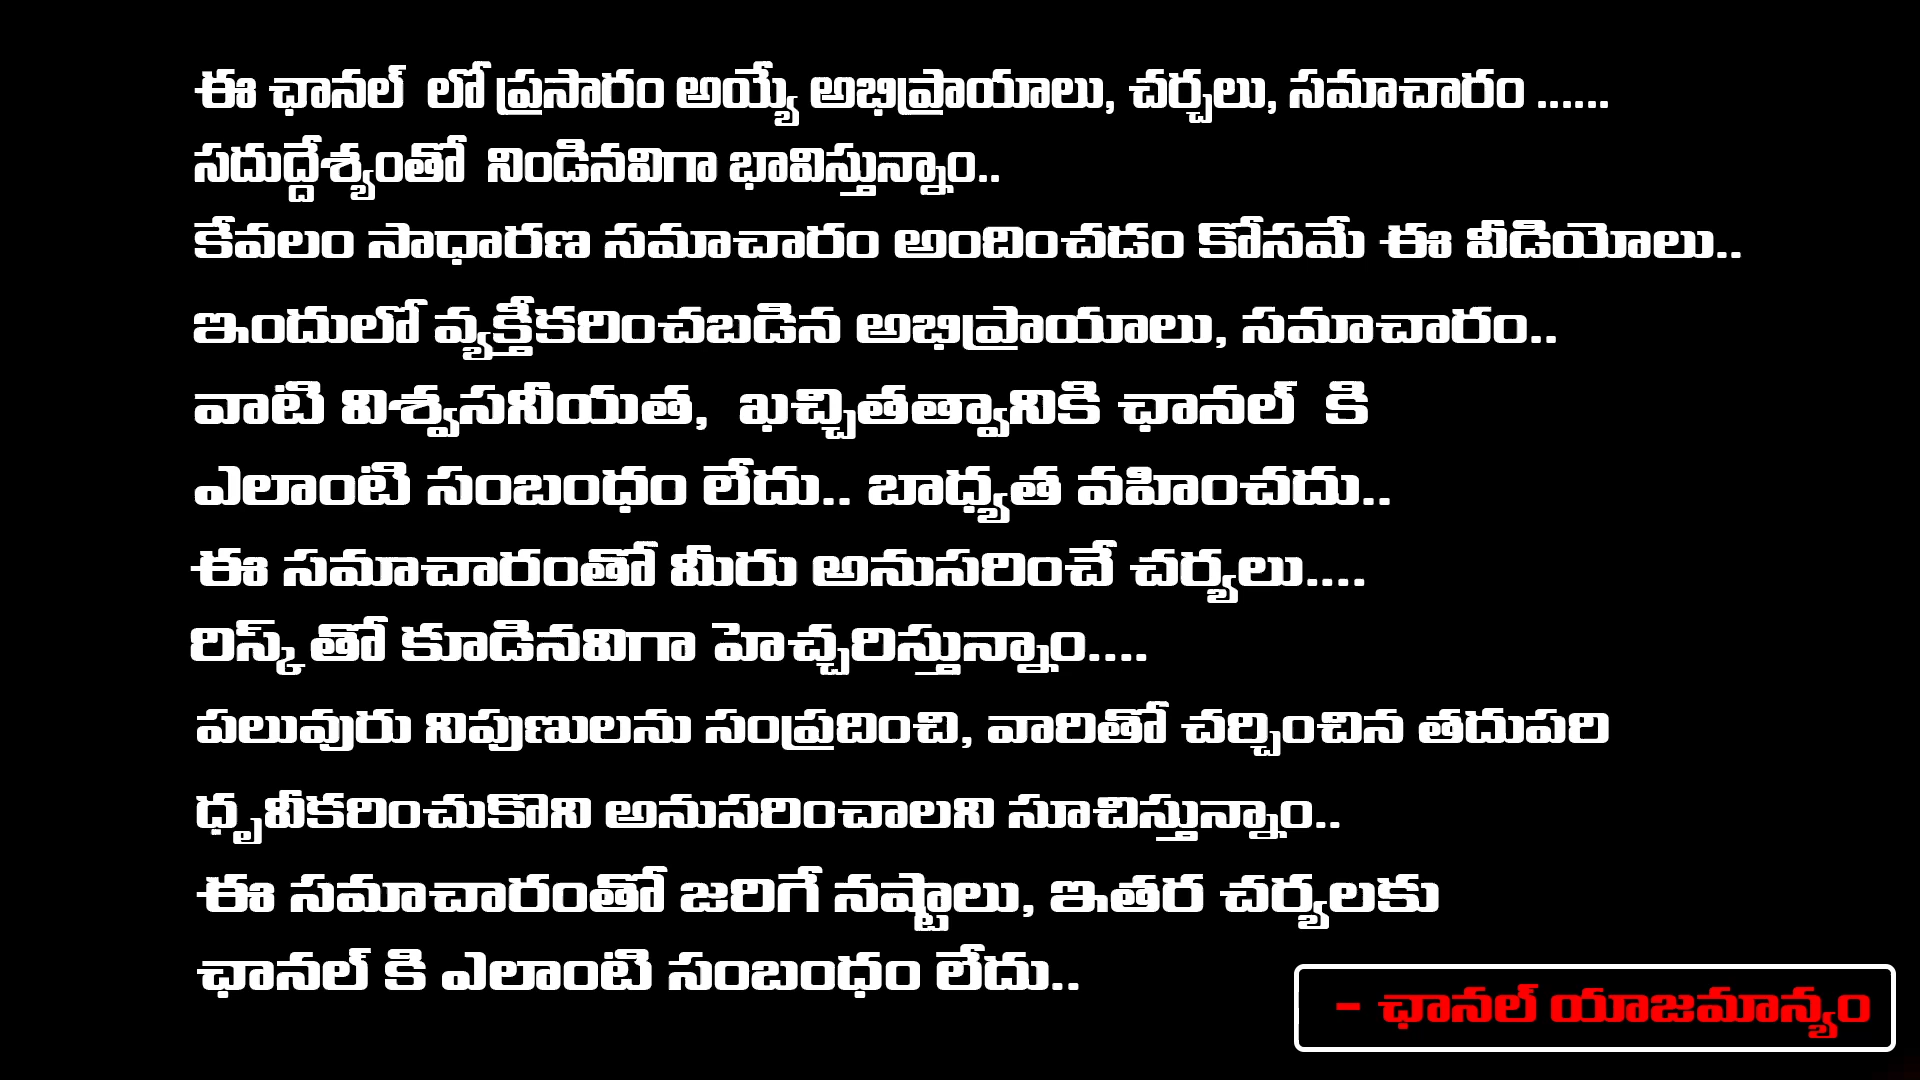 ఈ ఛానల్ లో ప్రసారం అయ్యే అభిప్రాయాలు, చర్చలు, సమాచారం ......
సదుద్దేశ్యంతో నిండినవిగా భావిస్తున్నాం..
కేవలం సాధారణ సమాచారం అందించడం కోసమే ఈ వీడియోలు..
ఇందులో వ్యక్తీకరించబడిన అభిప్రాయాలు, సమాచారం..
వాటి విశ్వసనీయత, ఖచ్చితత్వానికి ఛానల్ కి
ఎలాంటి సంబంధం లేదు.. బాధ్యత వహించదు..
ఈ సమాచారంతో మీరు అనుసరించే చర్యలు....
రిస్క్ తో కూడినవిగా హెచ్చరిస్తున్నాం....
పలువురు నిపుణులను సంప్రదించి, వారితో చర్చించిన తదుపరి
ధృవీకరించుకొని అనుసరించాలని సూచిస్తున్నాం..
ఈ సమాచారంతో జరిగే నష్టాలు, ఇతర చర్యలకు
ఛానల్ కి ఎలాంటి సంబంధం లేదు..
- ఛానల్ యాజమాన్యం